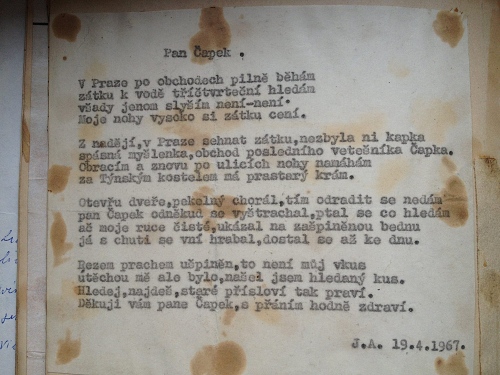 Pan Čapek .
V Praze po obchodech pilně běhám
zátku k vodě tříčtvrteční hledám
všady jenom slyším není-není.
Moje nohy vysoko si zátku cení.
Z nadějí,v Praze sehnat zátku,nezbyla ni kapka
spásná myšlenka,obchod posledního vetečníka Čapka.
Obracím a znovu po ulicích nohy namáhám
za Týnským kostelem má prastarý krám.
Otevřu dveře,pekelný chorál,tím odradit se nedám
pan Čapek odněkud se vyštrachal,ptal se co hledám
ač moje ruce čisté,ukázal na zašpiněnou bednu
já s chutí se vní hrabal,dostal se až ke dnu.
Rezem prachem ušpiněn,to není můj vkus
útěchou mě ale bylo,našel jsem hledaný kus.
Hledej,najdeš,staré přísloví tak praví.
Děkuji vám pane Čapek,s přáním hodně zdraví.
J.A. 19.4.1967.